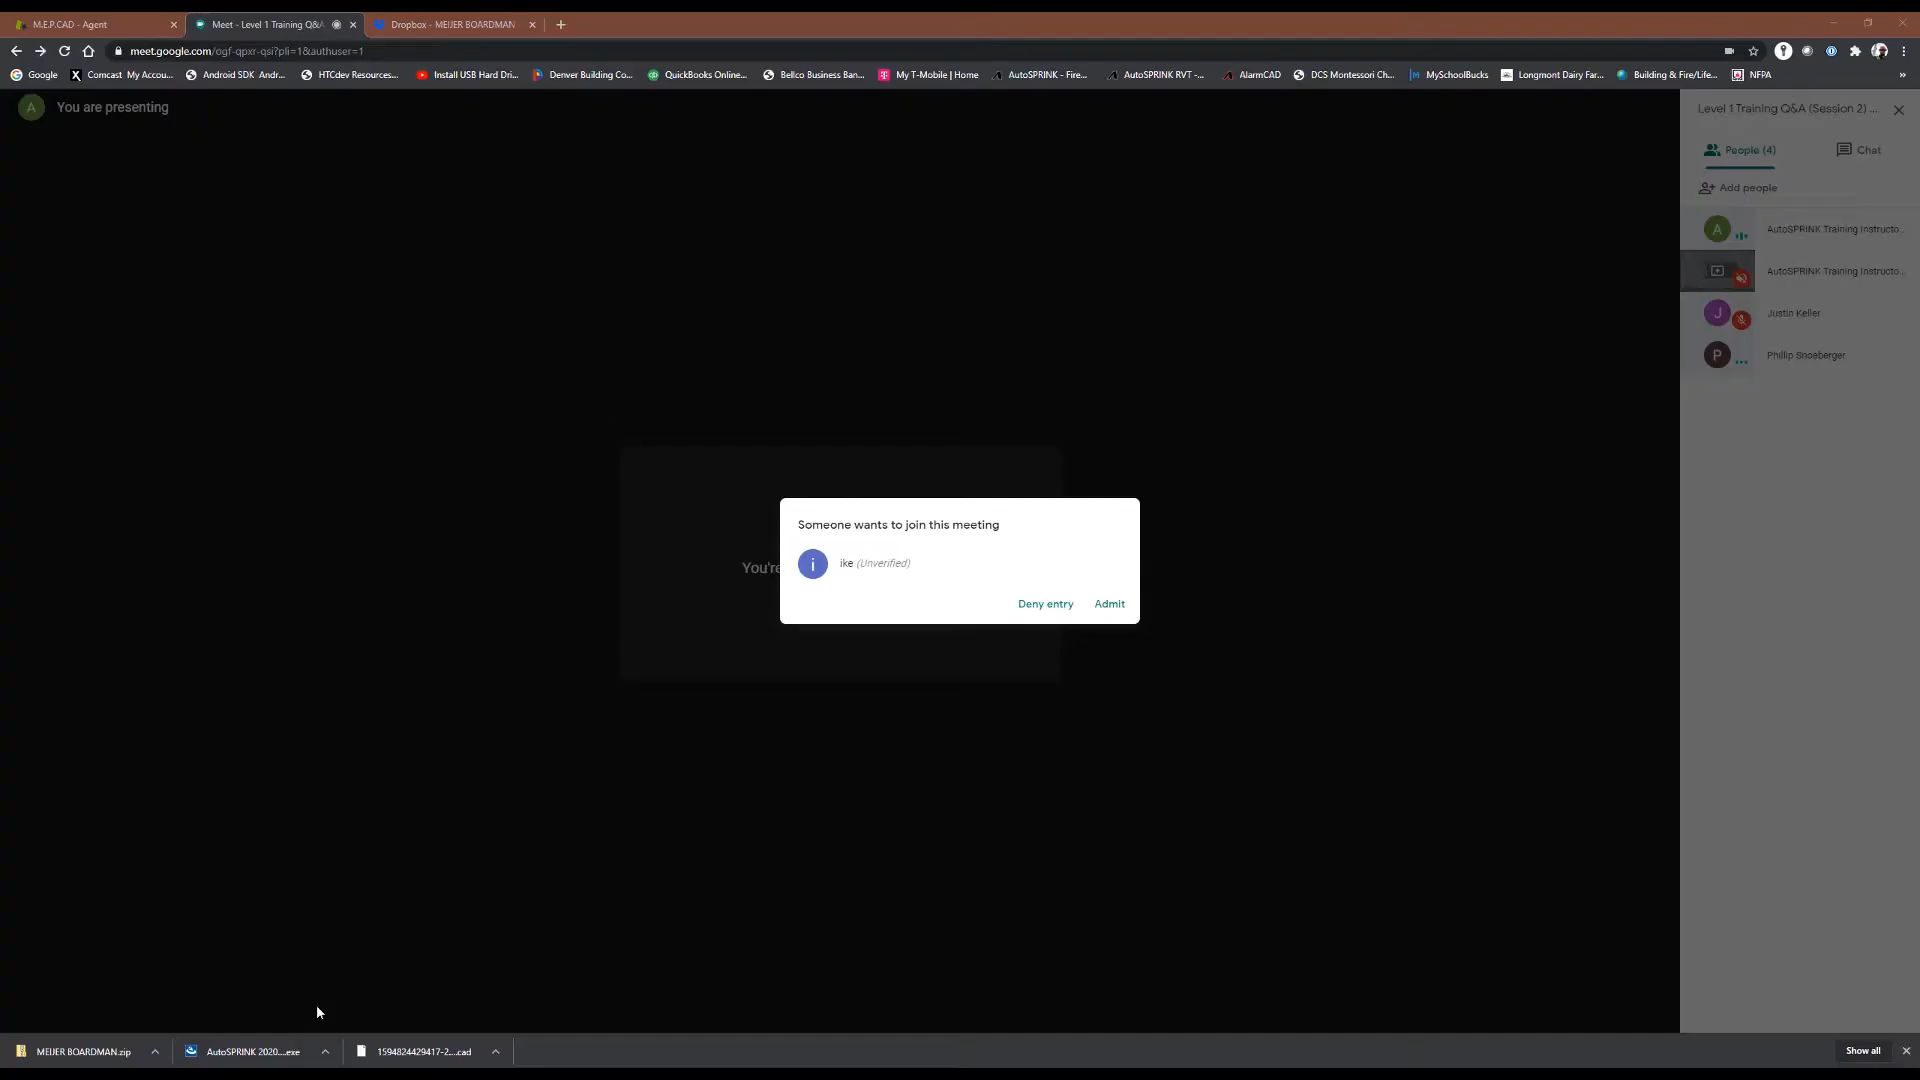 M.E.P.CAD - Agent
Meet - Level 1 Training Q&A
Dropbox - MEIJER BOARDMAN
meet.google.com/ogf-qpxr-qsi?pli=1&authuser=1
Google
Comcast My Accou...
Android SDK Andr...
HTCdev Resources...
Install USB Hard Dri...
Denver Building Co...
QuickBooks Online...
Bellco Business Ban...
My T-Mobile | Home
AutoSPRINK - Fire...
AutoSPRINK RVT -...
AlarmCAD
DCS Montessori Ch...
MySchoolBucks
Longmont Dairy Far...
Building & Fire/Life...
NFPA
A
You are presenting
Level 1 Training Q&A (Session 2) ...
People (4)
Chat
Add people
A
AutoSPRINK Training Instructo...
AutoSPRINK Training Instructo...
J
Justin Keller
P
Phillip Snoeberger
You're
Someone wants to join this meeting
i
ike (Unverified)
Deny entry
Admit
MEIJER BOARDMAN.zip
AutoSPRINK 2020....exe
1594824429417-2....cad
Show all